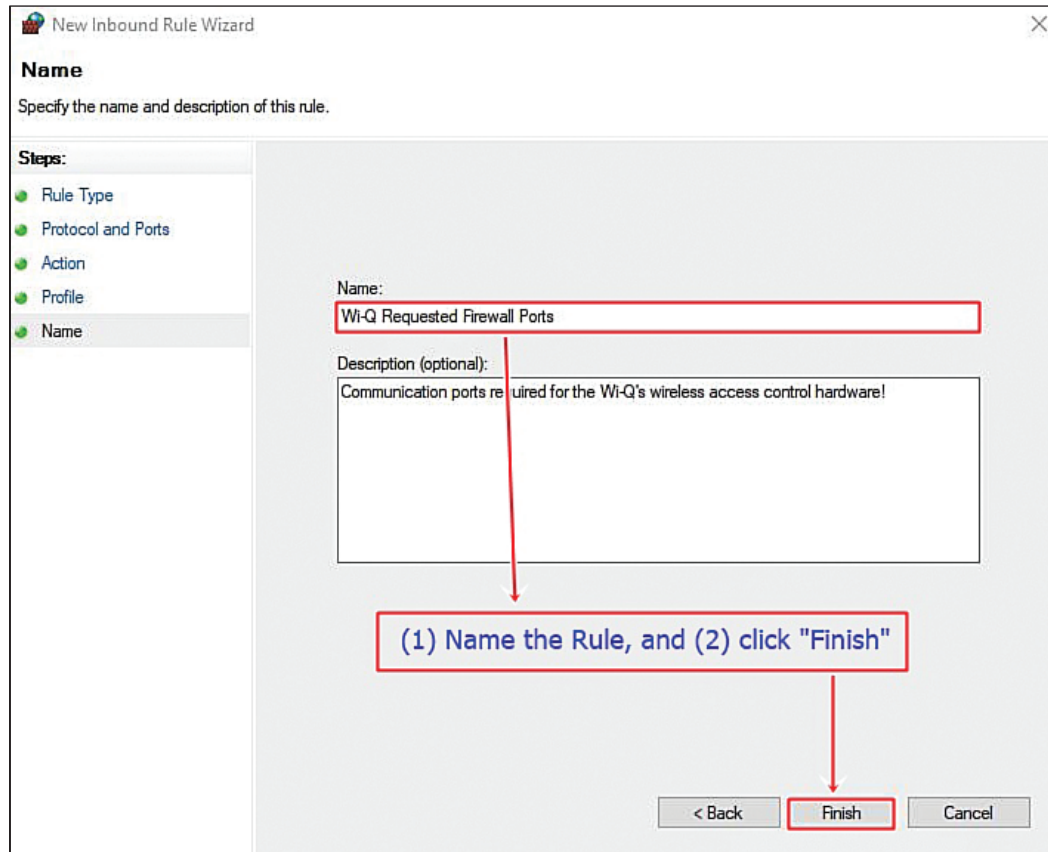 New Inbound Rule Wizard
Name
Specify the name and description of this rule.
Steps:
Rule Type
Protocol and Ports
Action
Profile
Name
Name:
Wi-Q Requested Firewall Ports
Description (optional):
Communication ports required for the Wi-Q's wireless access control hardware!
(1) Name the Rule, and (2) click "Finish"
< Back
Finish
Cancel